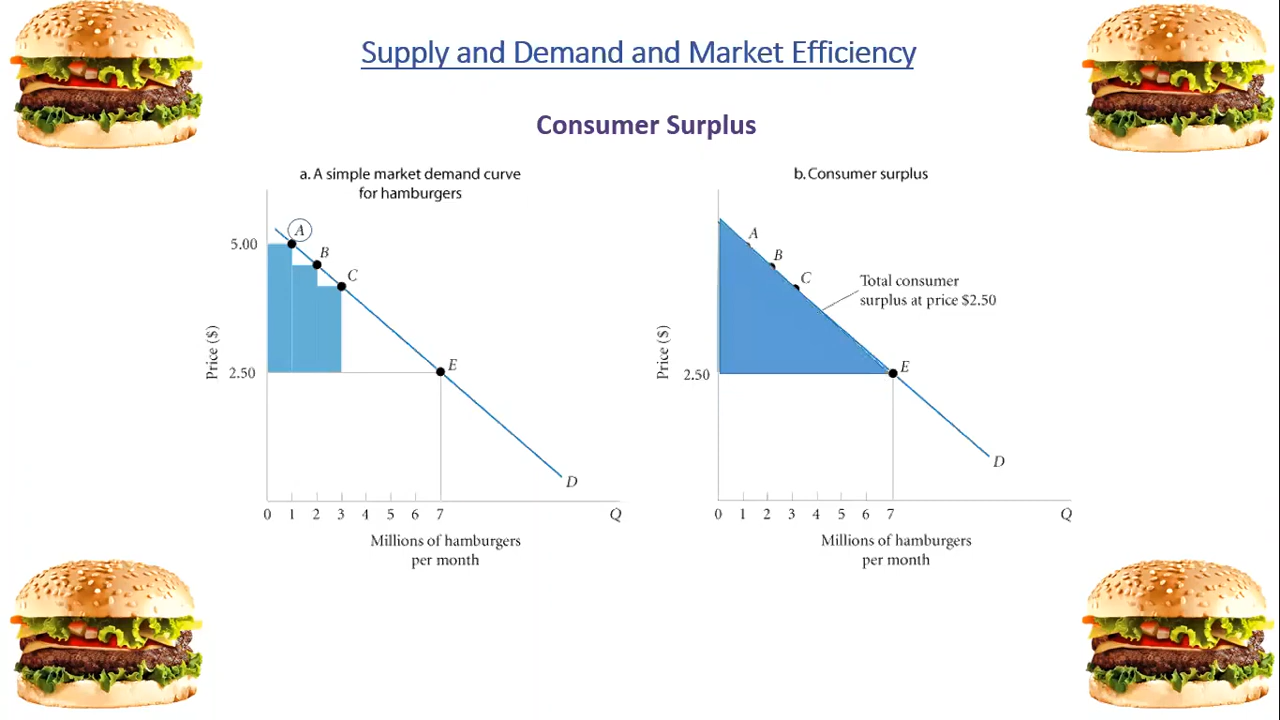 Supply and Demand and Market Efficiency
Consumer Surplus
a. A simple market demand curve
for hamburgers
A
5.00
B
C
Price ($)
2.50
E
D
0 1 2 3 4 5 6 7 Q
Millions of hamburgers
per month
b. Consumer surplus
A
B
C
Total consumer
surplus at price $2.50
Price ($)
2.50
E
D
0 1 2 3 4 5 6 7 Q
Millions of hamburgers
per month